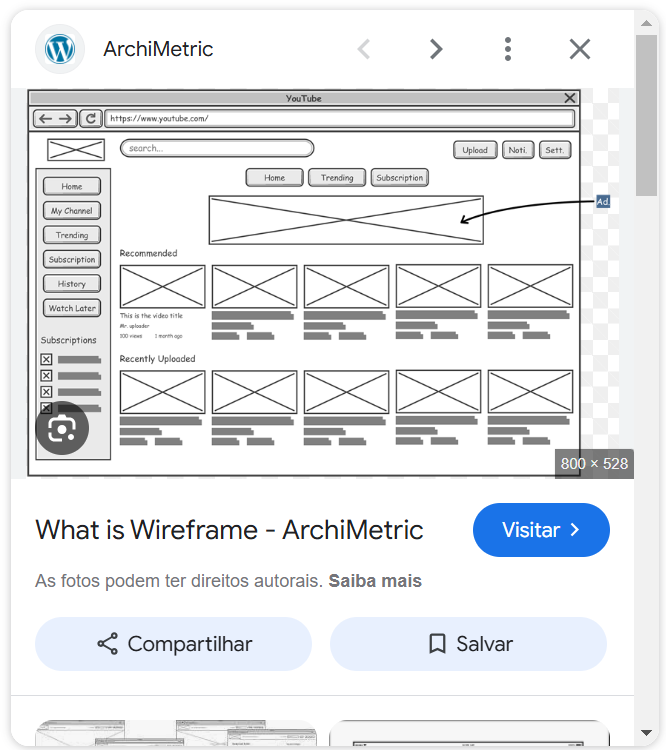 ArchiMetric
YouTube
https://www.youtube.com/
search...
Upload
Noti.
Sett.
Home
Trending
Subscription
Ad.
Home
My Channel
Trending
Subscription
History
Watch Later
Subscriptions
Recommended
This is the video title
Mr. uploader
100 views 1 month ago
Recently Uploaded
800 × 528
What is Wireframe - ArchiMetric
Visitar
As fotos podem ter direitos autorais. Saiba mais
Compartilhar
Salvar